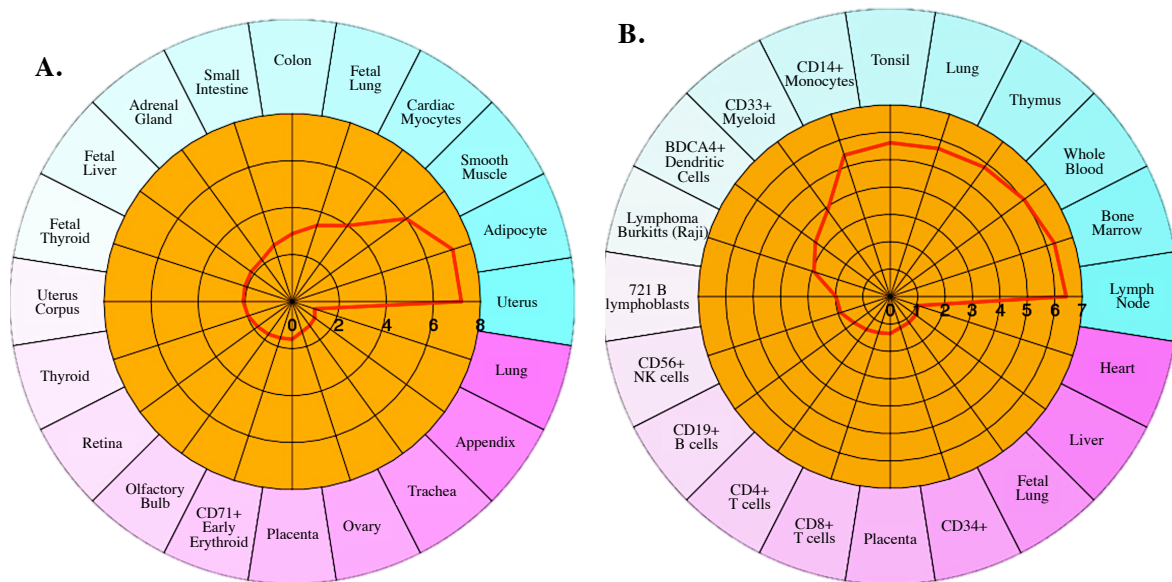 A.
Colon
Fetal
Lung
Cardiac
Myocytes
Smooth
Muscle
Adipocyte
Uterus
Lung
Appendix
Trachea
Ovary
Placenta
CD71+
Early
Erythroid
Olfactory
Bulb
Retina
Thyroid
Uterus
Corpus
Fetal
Thyroid
Fetal
Liver
Adrenal
Gland
Small
Intestine
0 2 4 6 8
B.
Tonsil
Lung
Thymus
Whole
Blood
Bone
Marrow
Lymph
Node
Heart
Liver
Fetal
Lung
CD34+
Placenta
CD8+
T cells
CD4+
T cells
CD19+
B cells
CD56+
NK cells
721 B
lymphoblasts
Lymphoma
Burkitts (Raji)
BDCA4+
Dendritic
Cells
CD33+
Myeloid
CD14+
Monocytes
0 1 2 3 4 5 6 7